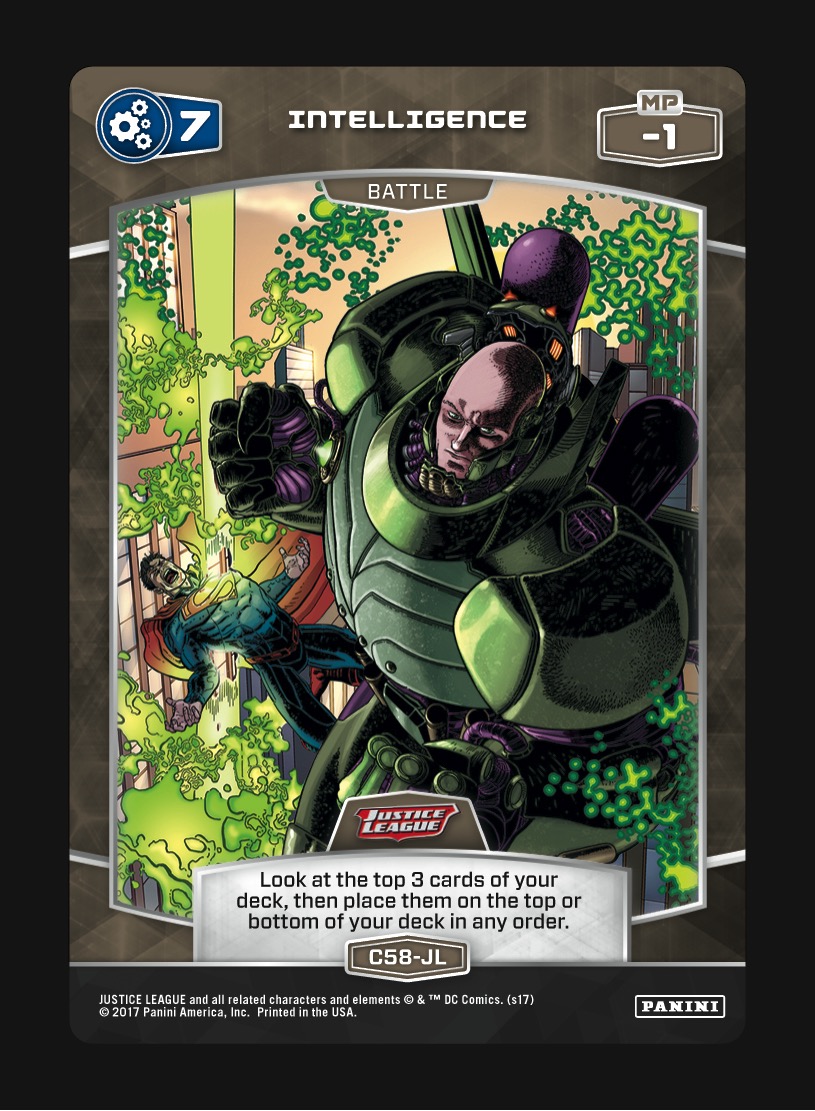 7
INTELLIGENCE
MP
-1
BATTLE
JUSTICE
LEAGUE
Look at the top 3 cards of your
deck, then place them on the top or
bottom of your deck in any order.
C58-JL
JUSTICE LEAGUE and all related characters and elements © & ™ DC Comics. (s17)
© 2017 Panini America, Inc. Printed in the USA.
PANINI